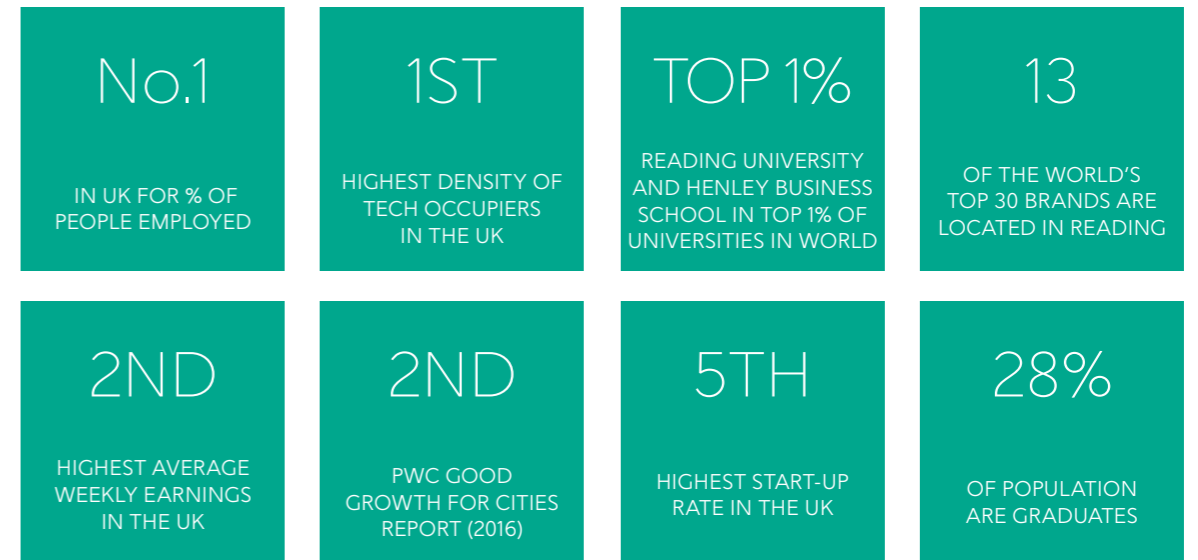 No.1
IN UK FOR % OF
PEOPLE EMPLOYED
1ST
HIGHEST DENSITY OF
TECH OCCUPIERS
IN THE UK
TOP 1%
READING UNIVERSITY
AND HENLEY BUSINESS
SCHOOL IN TOP 1% OF
UNIVERSITIES IN WORLD
13
OF THE WORLD'S
TOP 30 BRANDS ARE
LOCATED IN READING
2ND
HIGHEST AVERAGE
WEEKLY EARNINGS
IN THE UK
2ND
PWC GOOD
GROWTH FOR CITIES
REPORT (2016)
5TH
HIGHEST START-UP
RATE IN THE UK
28%
OF POPULATION
ARE GRADUATES